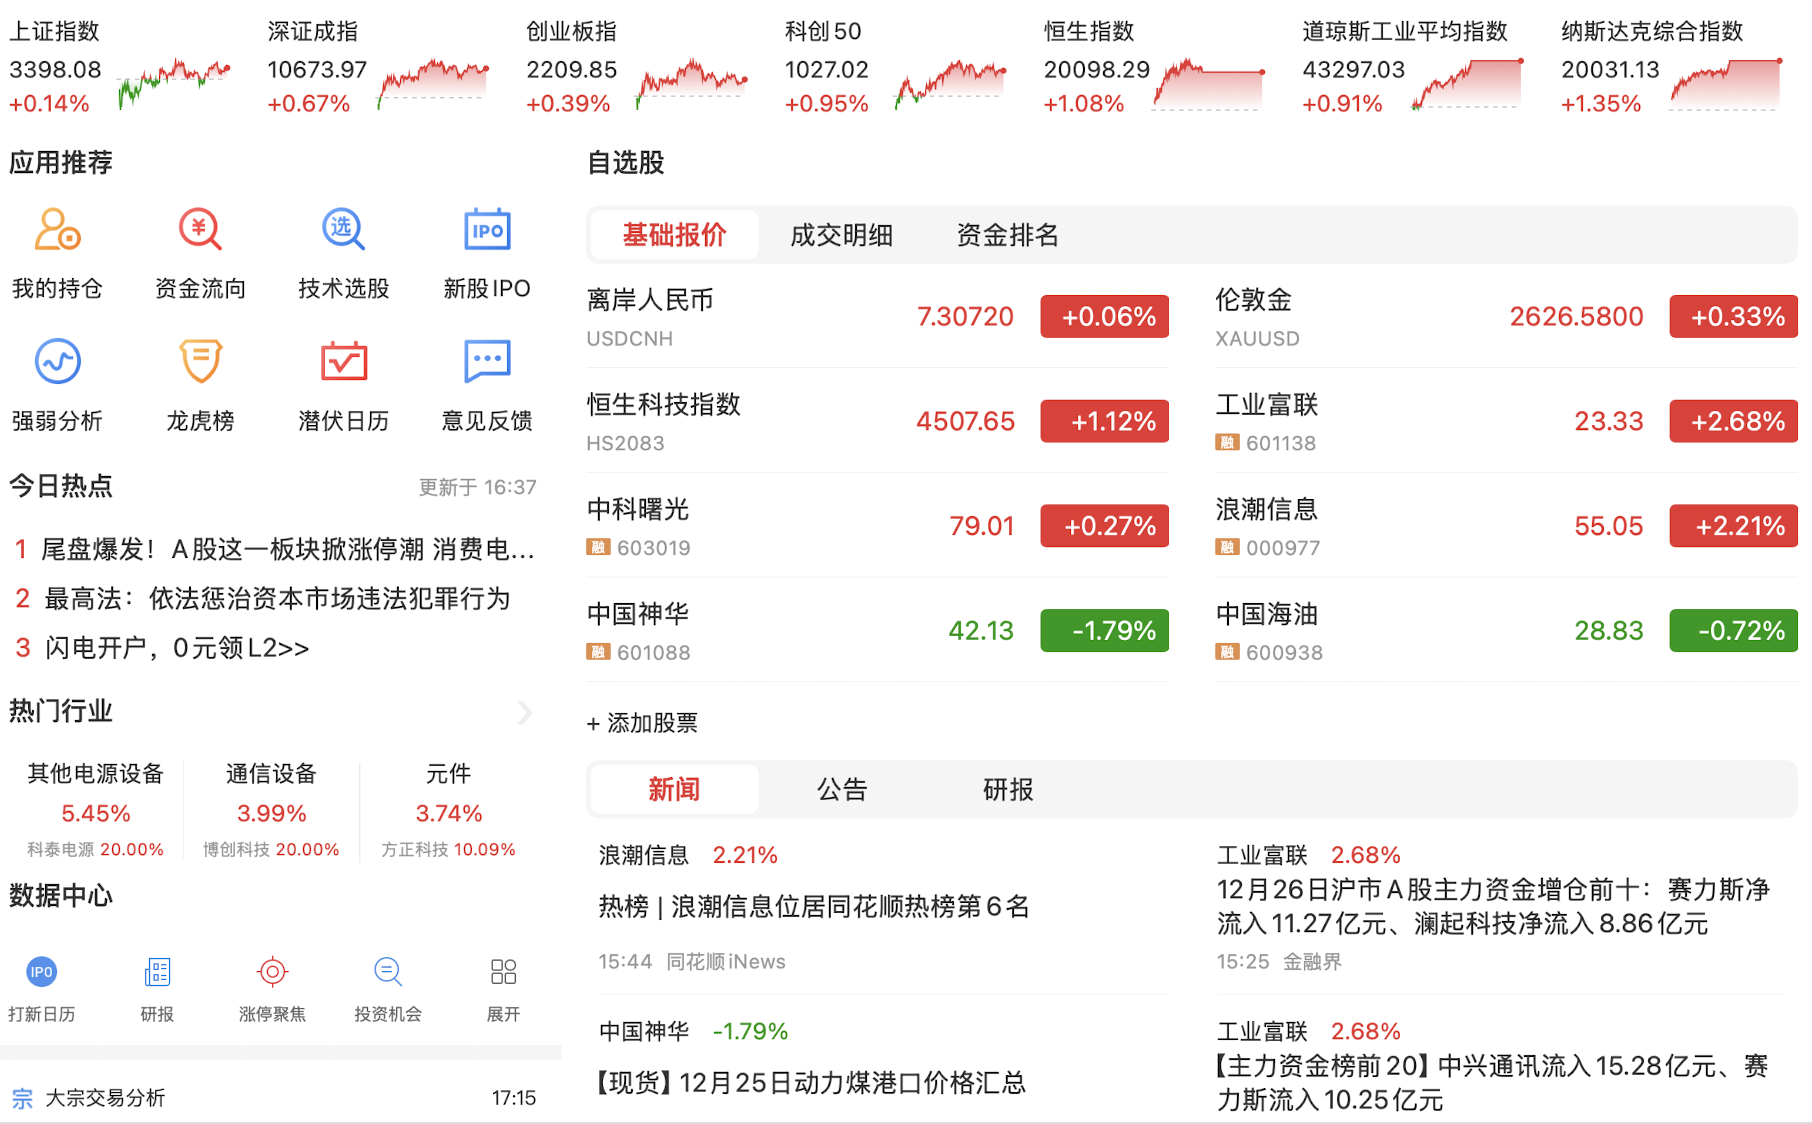 上证指数
3398.08
+0.14%
深证成指
10673.97
+0.67%
创业板指
2209.85
+0.39%
科创50
1027.02
+0.95%
恒生指数
20098.29
+1.08%
道琼斯工业平均指数
43297.03
+0.91%
纳斯达克综合指数
20031.13
+1.35%
应用推荐
¥
选
IPO
我的持仓
资金流向
技术选股
新股IPO
强弱分析
龙虎榜
潜伏日历
意见反馈
今日热点
更新于 16:37
1 尾盘爆发！A股这一板块掀涨停潮 消费电...
2 最高法：依法惩治资本市场违法犯罪行为
3 闪电开户，0元领L2>>
热门行业
其他电源设备
5.45%
科泰电源 20.00%
通信设备
3.99%
博创科技 20.00%
元件
3.74%
方正科技 10.09%
数据中心
IPO
打新日历
研报
涨停聚焦
投资机会
展开
宗 大宗交易分析 17:15
自选股
基础报价 成交明细 资金排名
离岸人民币
USDCNH
7.30720
+0.06%
伦敦金
XAUUSD
2626.5800
+0.33%
恒生科技指数
HS2083
4507.65
+1.12%
工业富联
融 601138
23.33
+2.68%
中科曙光
融 603019
79.01
+0.27%
浪潮信息
融 000977
55.05
+2.21%
中国神华
融 601088
42.13
-1.79%
中国海油
融 600938
28.83
-0.72%
+ 添加股票
新闻 公告 研报
浪潮信息 2.21%
热榜 | 浪潮信息位居同花顺热榜第6名
15:44 同花顺iNews
工业富联 2.68%
12月26日沪市A股主力资金增仓前十：赛力斯净
流入11.27亿元、澜起科技净流入8.86亿元
15:25 金融界
中国神华 -1.79%
【现货】12月25日动力煤港口价格汇总
工业富联 2.68%
【主力资金榜前20】中兴通讯流入15.28亿元、赛
力斯流入10.25亿元